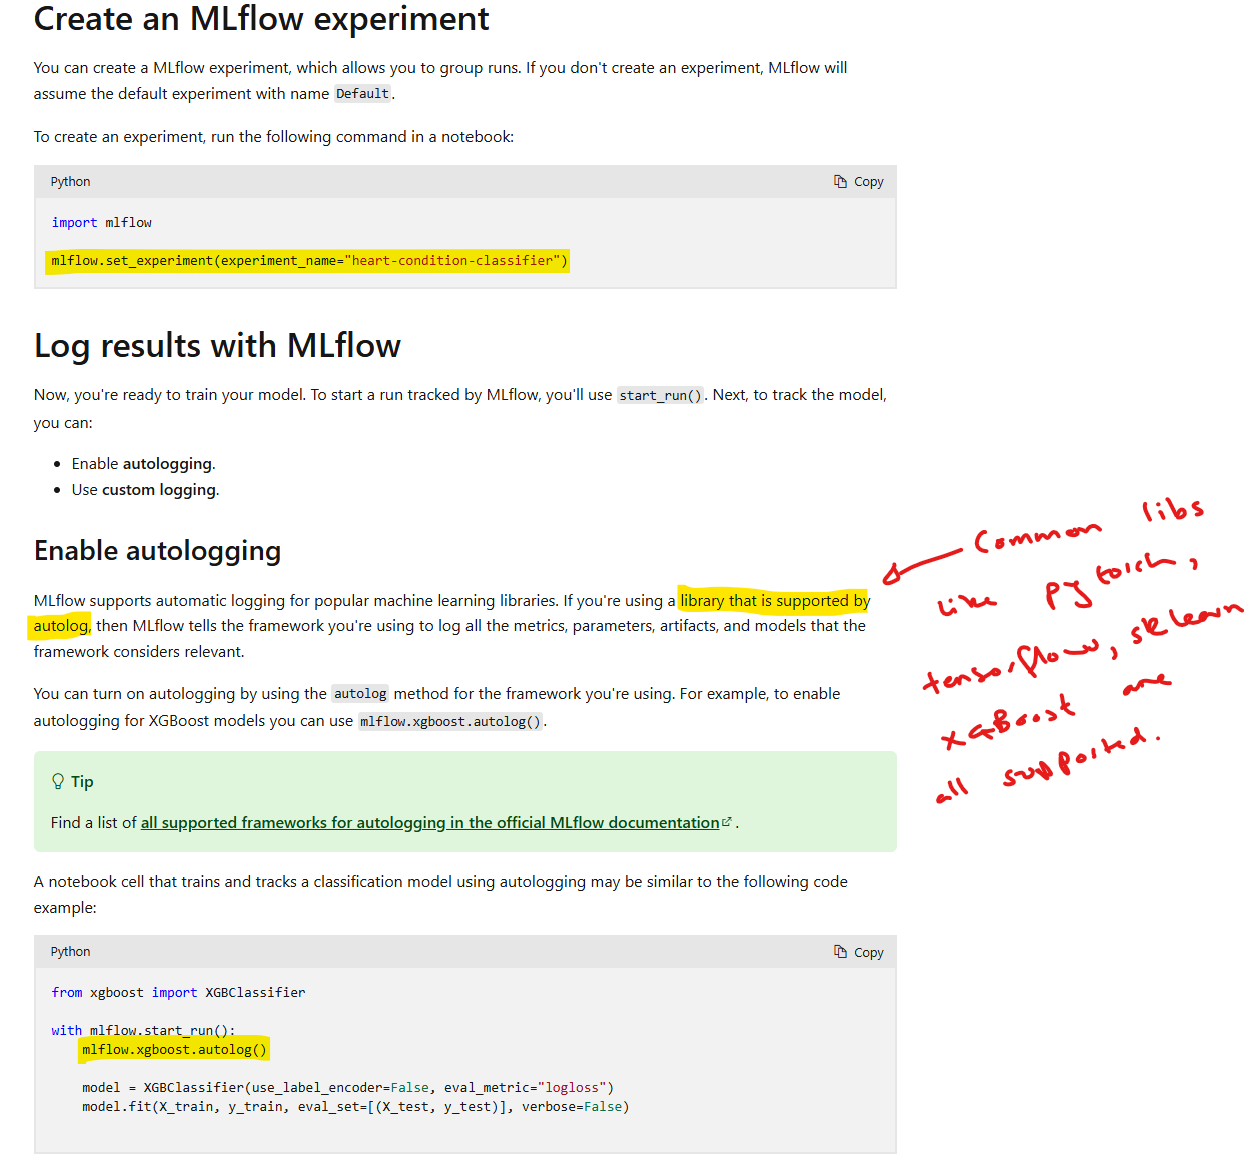 Create an MLflow experiment
You can create a MLflow experiment, which allows you to group runs. If you don't create an experiment, MLflow will
assume the default experiment with name Default.
To create an experiment, run the following command in a notebook:
Python
Copy
import mlflow
mlflow.set_experiment(experiment_name="heart-condition-classifier")
Log results with MLflow
Now, you're ready to train your model. To start a run tracked by MLflow, you'll use start_run(). Next, to track the model,
you can:
• Enable autologging.
• Use custom logging.
Enable autologging
MLflow supports automatic logging for popular machine learning libraries. If you're using a library that is supported by
autolog, then MLflow tells the framework you're using to log all the metrics, parameters, artifacts, and models that the
framework considers relevant.
You can turn on autologging by using the autolog method for the framework you're using. For example, to enable
autologging for XGBoost models you can use mlflow.xgboost.autolog().
Common libs
like pytorch,
tensorflow, sklearn
XGBoost are
all supported.
Tip
Find a list of all supported frameworks for autologging in the official MLflow documentation .
A notebook cell that trains and tracks a classification model using autologging may be similar to the following code
example:
Python
Copy
from xgboost import XGBClassifier
with mlflow.start_run():
mlflow.xgboost.autolog()
model = XGBClassifier(use_label_encoder=False, eval_metric="logloss")
model.fit(X_train, y_train, eval_set=[(X_test, y_test)], verbose=False)